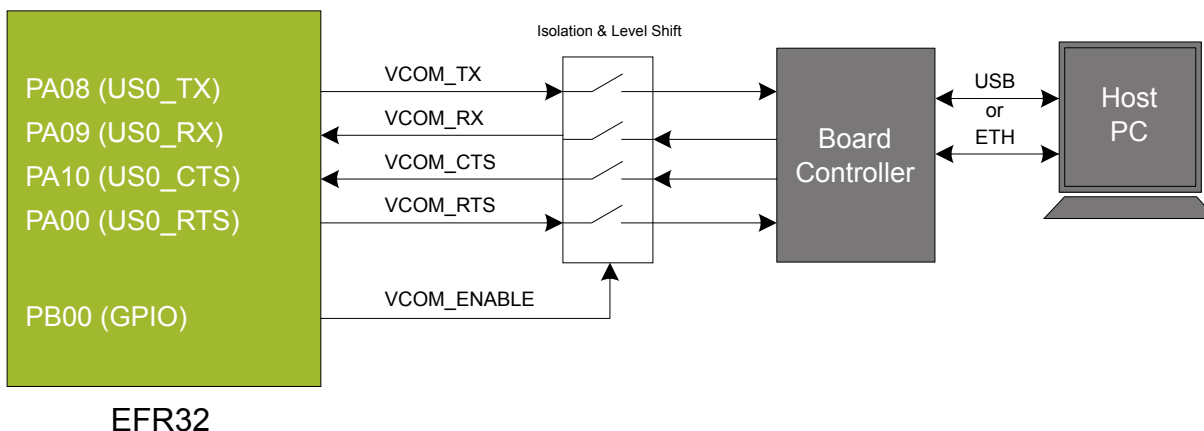 Isolation & Level Shift
PA08 (US0_TX)
VCOM_TX
PA09 (US0_RX)
VCOM_RX
PA10 (US0_CTS)
VCOM_CTS
PA00 (US0_RTS)
VCOM_RTS
PB00 (GPIO)
VCOM_ENABLE
Board
Controller
USB
or
ETH
Host
PC
EFR32